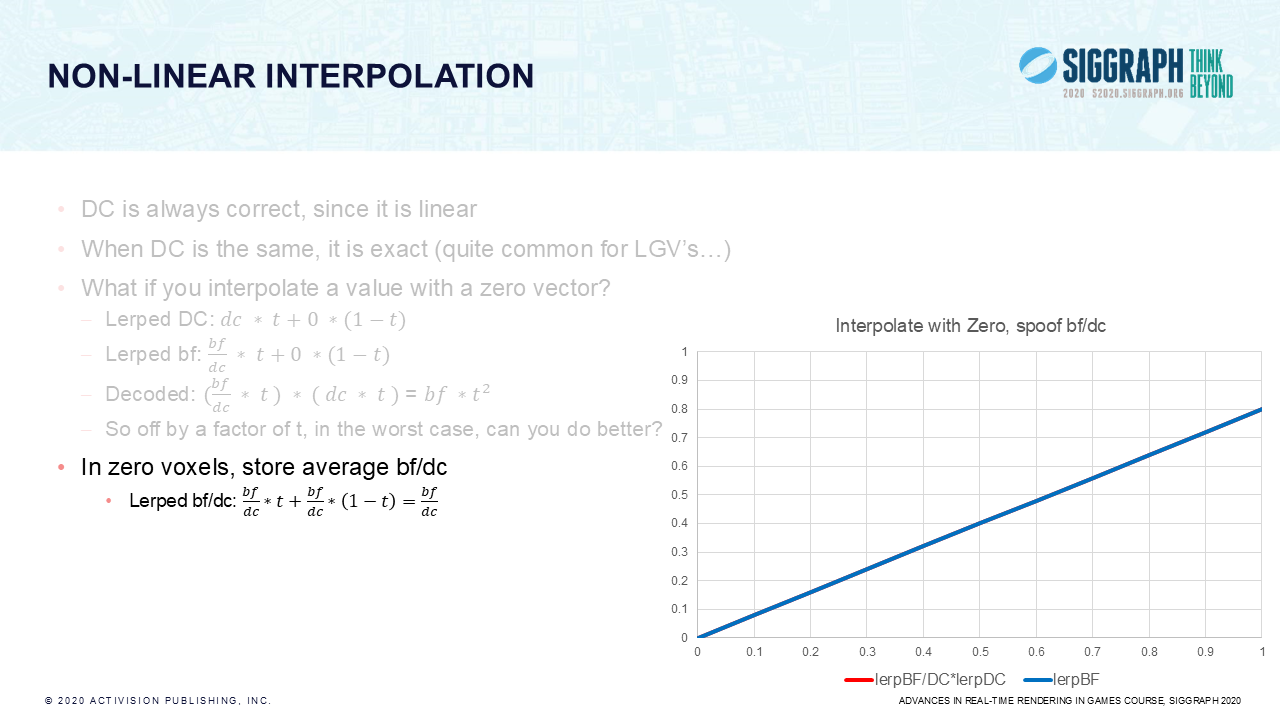 NON-LINEAR INTERPOLATION
SIGGRAPH THINK BEYOND
2020 S2020.SIGGRAPH.ORG
• DC is always correct, since it is linear
• When DC is the same, it is exact (quite common for LGV's…)
• What if you interpolate a value with a zero vector?
– Lerped DC: dc * t + 0 * (1 − t)
– Lerped bf: bf/dc * t + 0 * (1 − t)
– Decoded: (bf/dc * t ) * ( dc * t ) = bf * t²
– So off by a factor of t, in the worst case, can you do better?
• In zero voxels, store average bf/dc
• Lerped bf/dc: bf/dc * t + bf/dc * (1 − t) = bf/dc
Interpolate with Zero, spoof bf/dc
1
0.9
0.8
0.7
0.6
0.5
0.4
0.3
0.2
0.1
0
0 0.1 0.2 0.3 0.4 0.5 0.6 0.7 0.8 0.9 1
lerpBF/DC*lerpDC lerpBF
© 2020 ACTIVISION PUBLISHING, INC.
ADVANCES IN REAL-TIME RENDERING IN GAMES COURSE, SIGGRAPH 2020